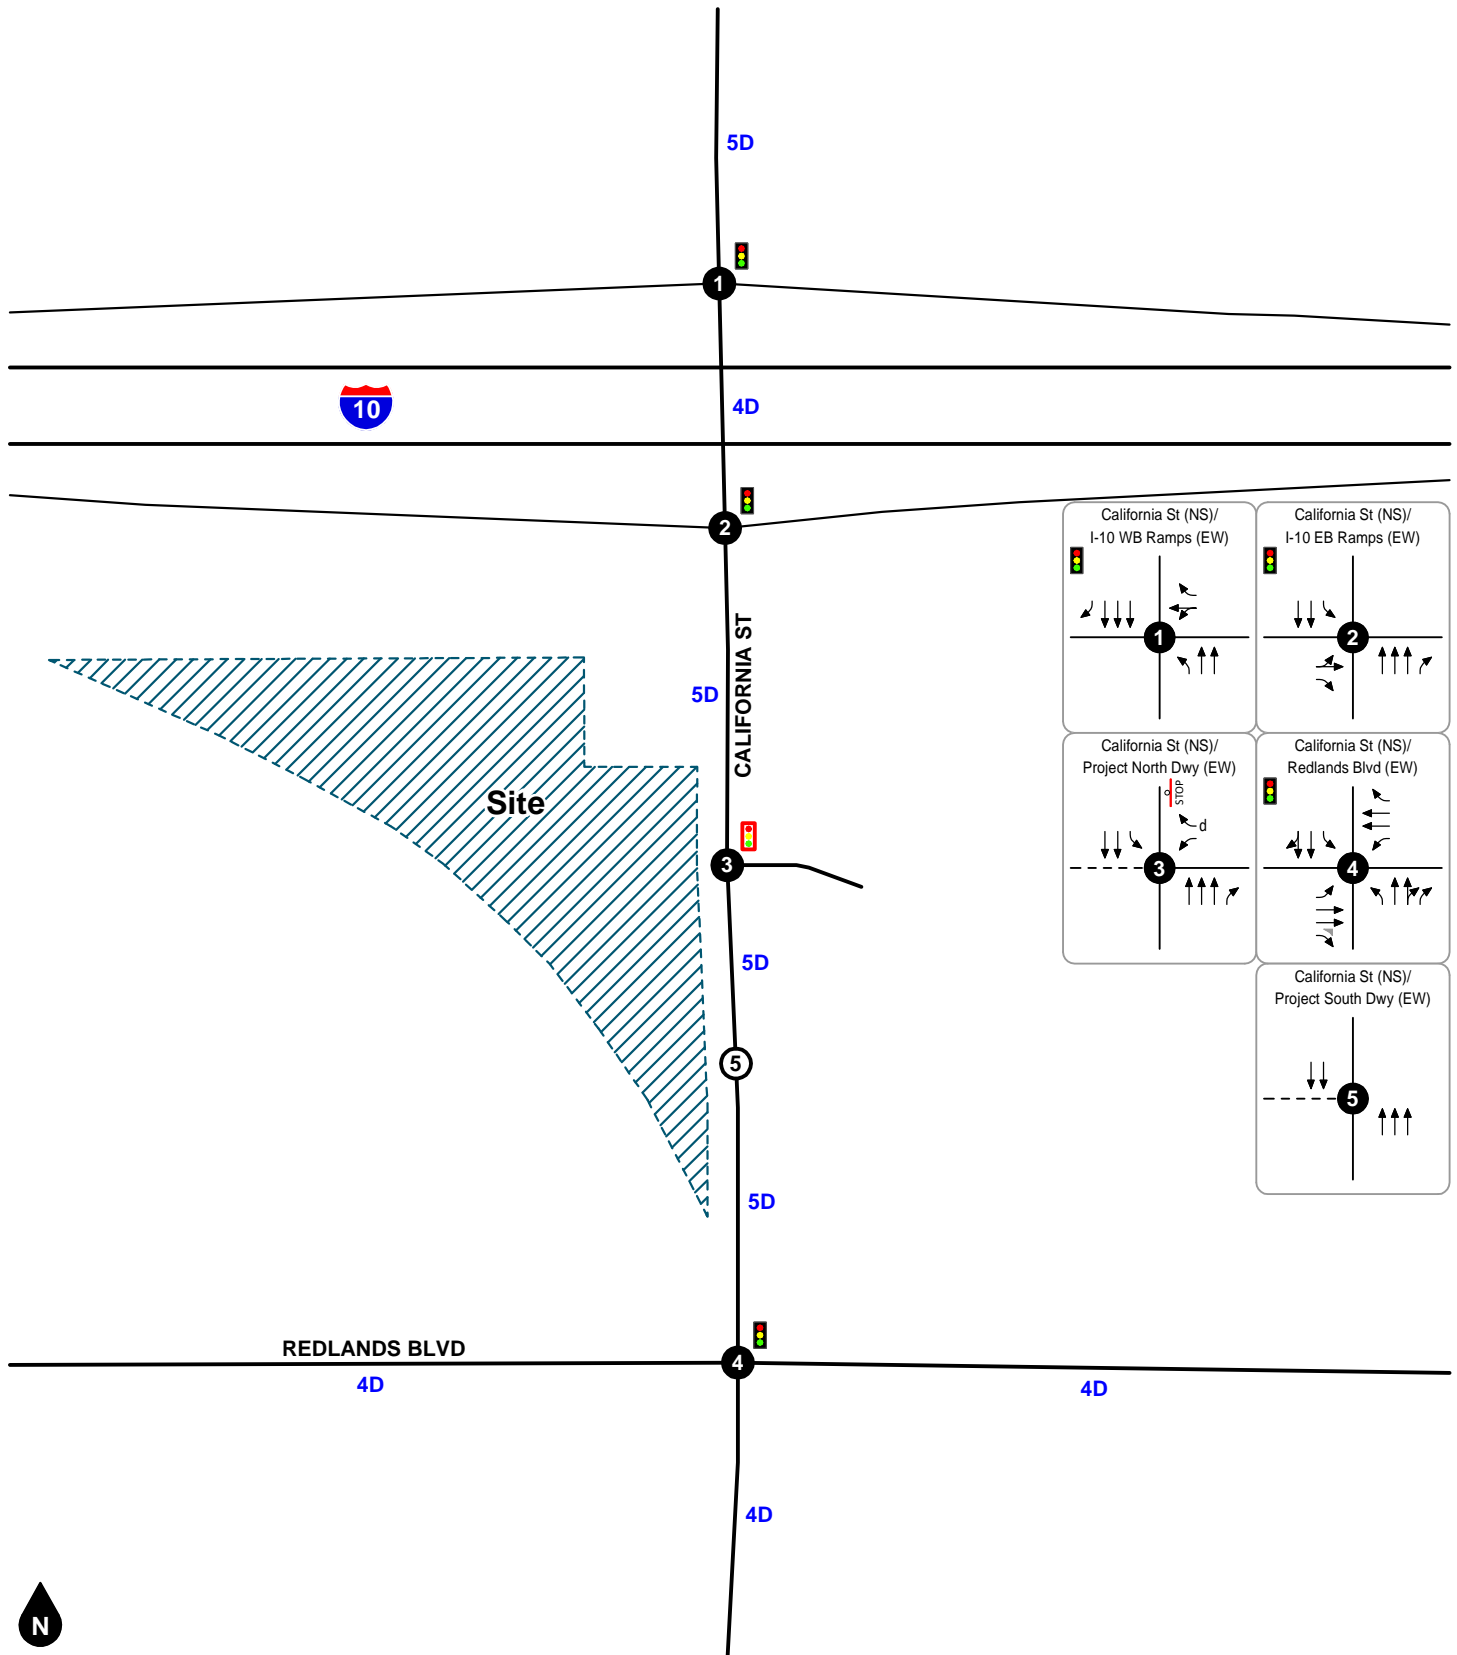 5D
1
10
4D
2
CALIFORNIA ST
5D
Site
3
5D
5
5D
REDLANDS BLVD
4D
4
4D
4D
N
California St (NS)/
I-10 WB Ramps (EW)
1
California St (NS)/
I-10 EB Ramps (EW)
2
California St (NS)/
Project North Dwy (EW)
STOP
d
3
California St (NS)/
Redlands Blvd (EW)
4
California St (NS)/
Project South Dwy (EW)
5